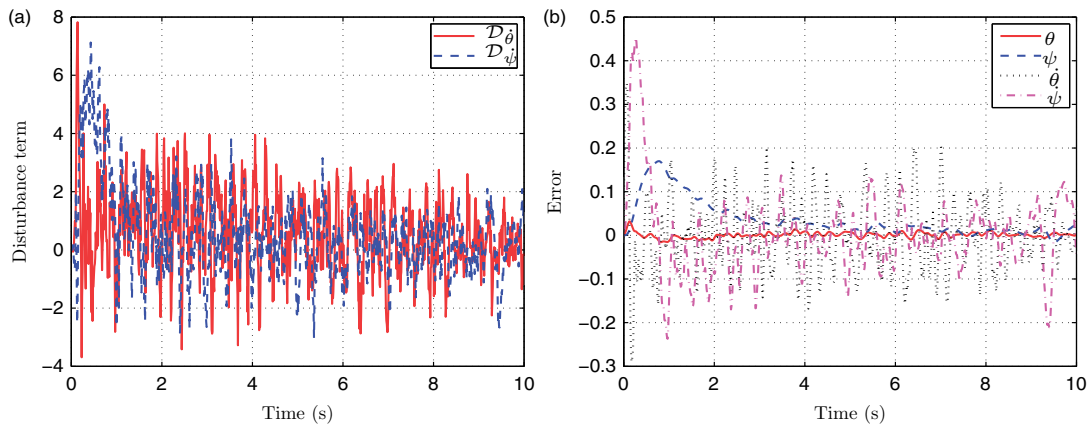 (a)
8
6
4
2
0
−2
−4
0 2 4 6 8 10
Disturbance term
Time (s)
𝒟_θ̇
𝒟_ψ̇
(b)
0.5
0.4
0.3
0.2
0.1
0
−0.1
−0.2
−0.3
0 2 4 6 8 10
Error
Time (s)
θ
ψ
θ̇
ψ̇